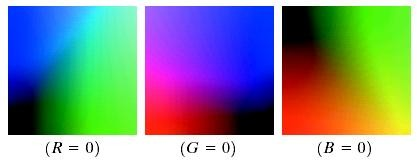 (R = 0) (G = 0) (B = 0)